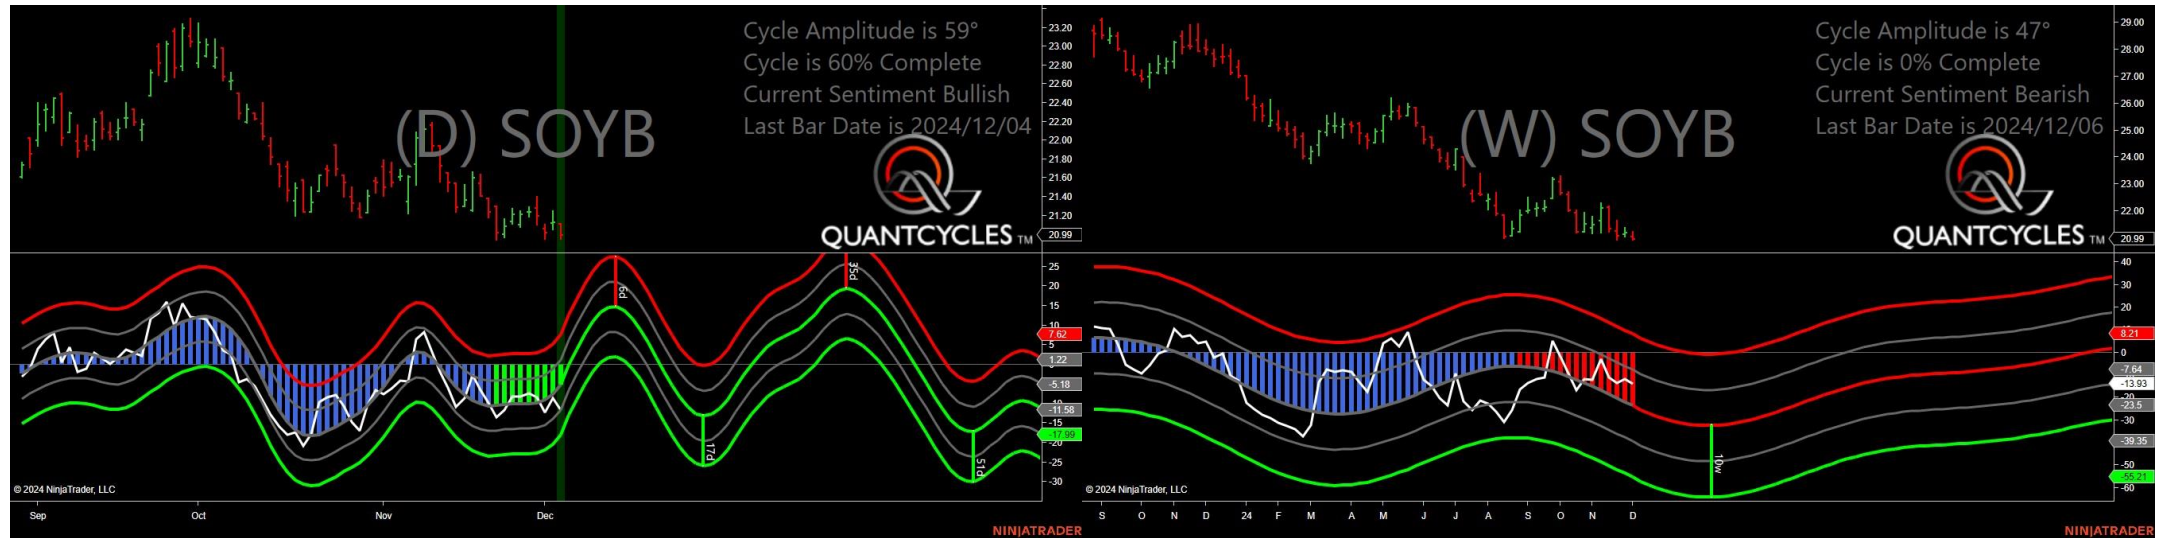 Cycle Amplitude is 59°
Cycle is 60% Complete
Current Sentiment Bullish
Last Bar Date is 2024/12/04
(D) SOYB
QUANTCYCLES TM
23.20
23.00
22.80
22.60
22.40
22.20
22.00
21.80
21.60
21.40
21.20
20.99
25
20
15
10
7.62
5
1.22
-5.18
-10
-11.58
-15
-17.99
-20
-25
-30
6d
17d
35d
51d
© 2024 NinjaTrader, LLC
Sep Oct Nov Dec
NINJATRADER
Cycle Amplitude is 47°
Cycle is 0% Complete
Current Sentiment Bearish
Last Bar Date is 2024/12/06
(W) SOYB
QUANTCYCLES TM
29.00
28.00
27.00
26.00
25.00
24.00
23.00
22.00
20.99
40
30
20
8.21
0
-7.64
-13.93
-23.5
-30
-39.35
-50
-55.21
-60
10w
© 2024 NinjaTrader, LLC
S O N D 24 F M A M J J A S O N D
NINJATRADER